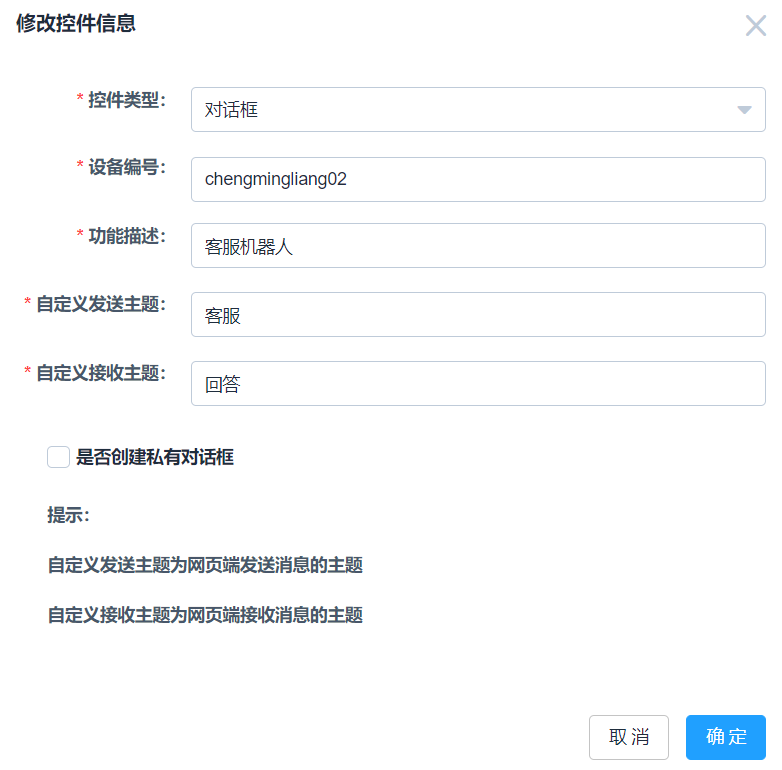 修改控件信息
* 控件类型:
对话框
* 设备编号:
chengmingliang02
* 功能描述:
客服机器人
* 自定义发送主题:
客服
* 自定义接收主题:
回答
是否创建私有对话框
提示:
自定义发送主题为网页端发送消息的主题
自定义接收主题为网页端接收消息的主题
取消
确定